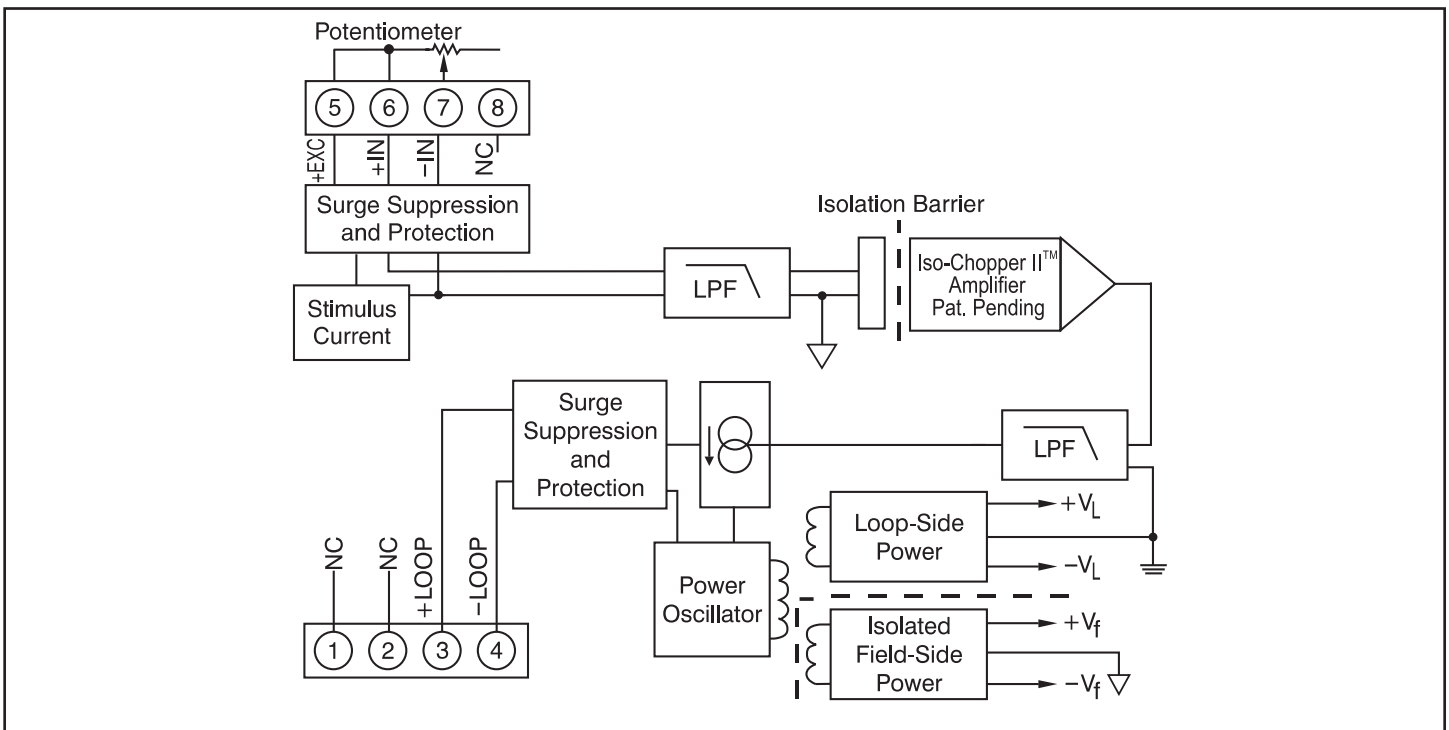 Potentiometer
5 6 7 8
+EXC
+IN
−IN
NC
Surge Suppression
and Protection
Stimulus
Current
LPF
Isolation Barrier
Iso-Chopper II™
Amplifier
Pat. Pending
Surge
Suppression
and
Protection
LPF
Loop-Side
Power
+VL
−VL
Power
Oscillator
Isolated
Field-Side
Power
+Vf
−Vf
NC
NC
+LOOP
−LOOP
1 2 3 4